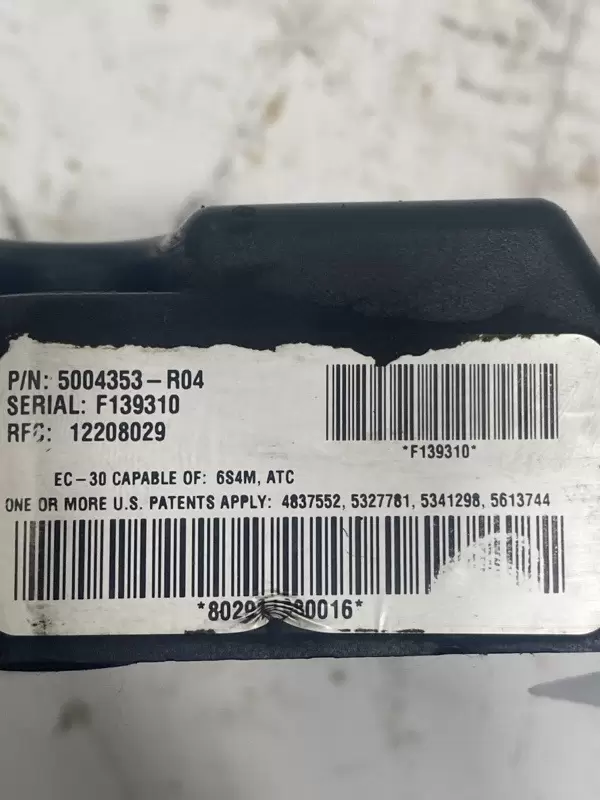 P/N: 5004353-R04
SERIAL: F139310
*F139310*
EC-30 CAPABLE OF: 6S4M, ATC
ONE OR MORE U.S. PATENTS APPLY: 4837552, 5327781, 5341298, 5613744
12208029